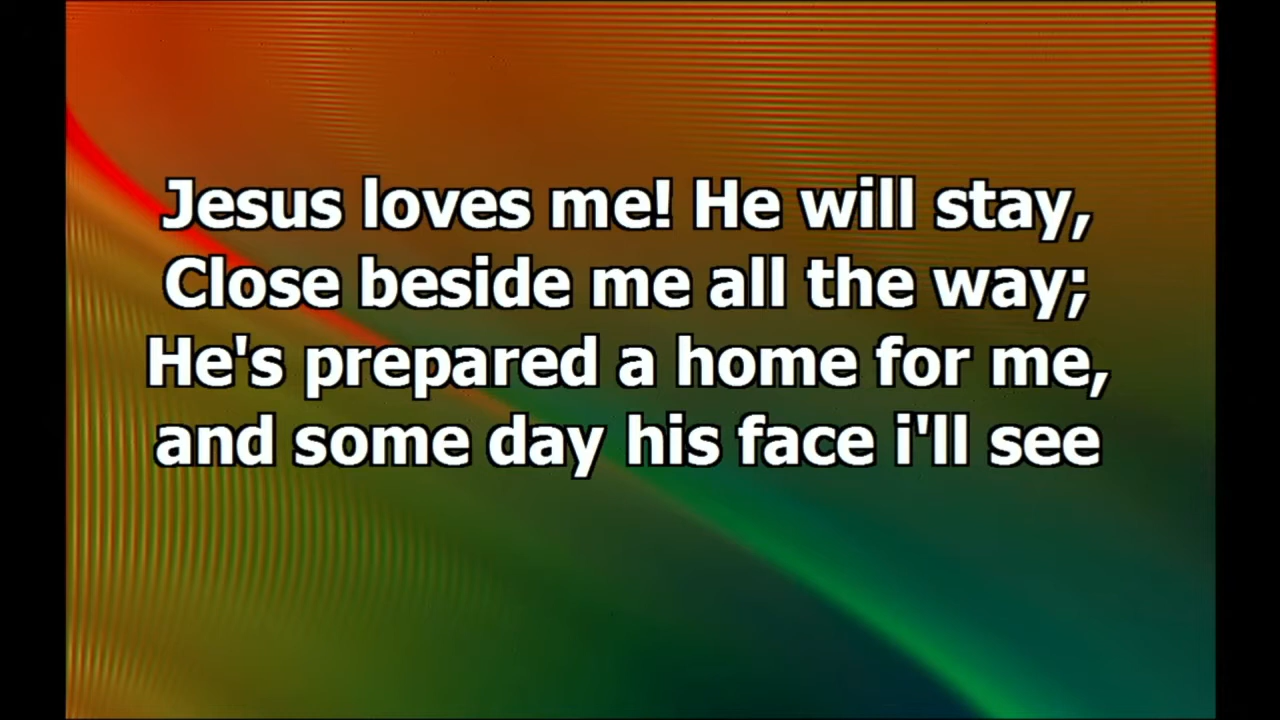 Jesus loves me! He will stay,
Close beside me all the way;
He's prepared a home for me,
and some day his face i'll see